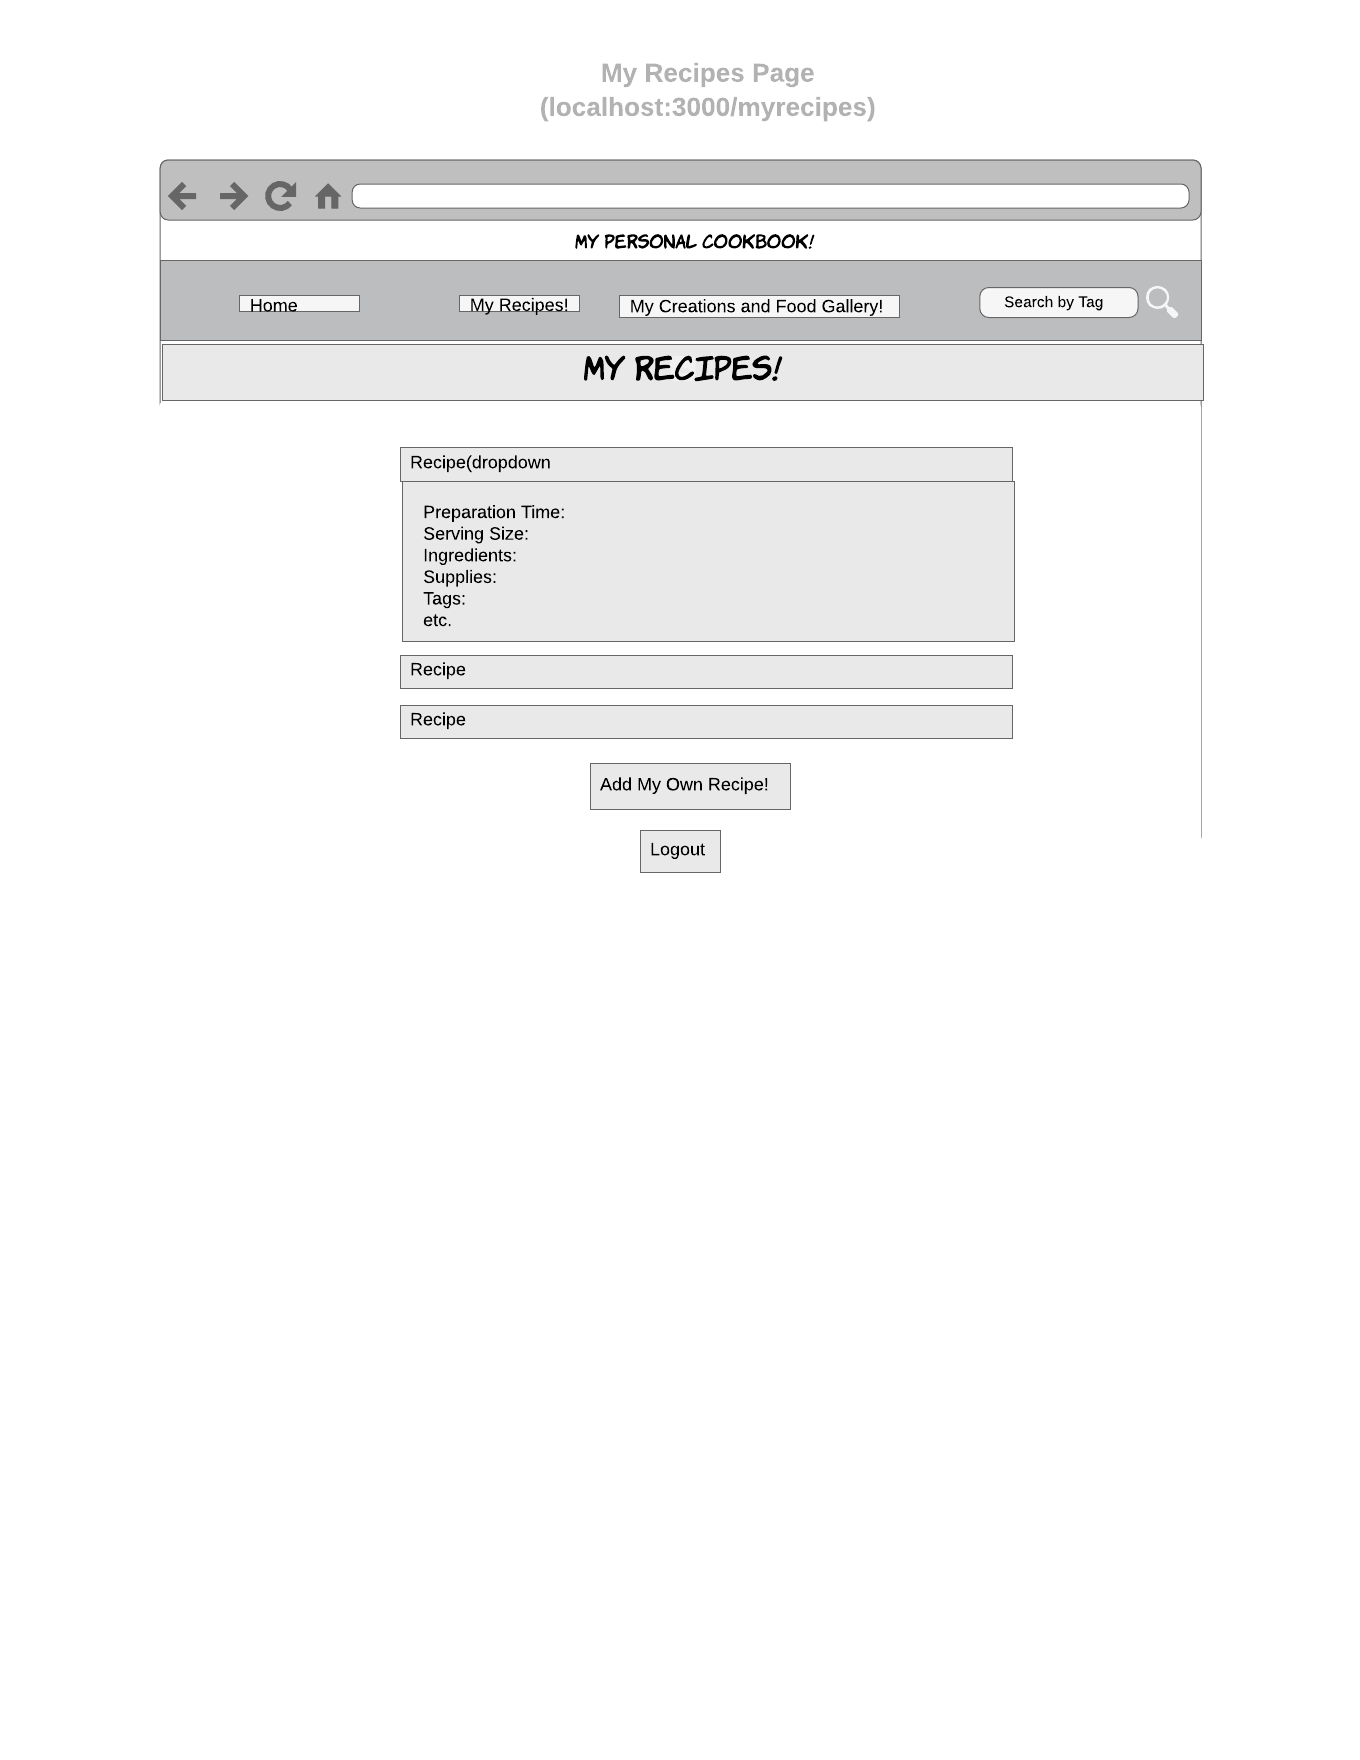 My Recipes Page
(localhost:3000/myrecipes)
MY PERSONAL COOKBOOK!
Home
My Recipes!
My Creations and Food Gallery!
Search by Tag
MY RECIPES!
Recipe(dropdown
Preparation Time:
Serving Size:
Ingredients:
Supplies:
Tags:
etc.
Recipe
Recipe
Add My Own Recipe!
Logout